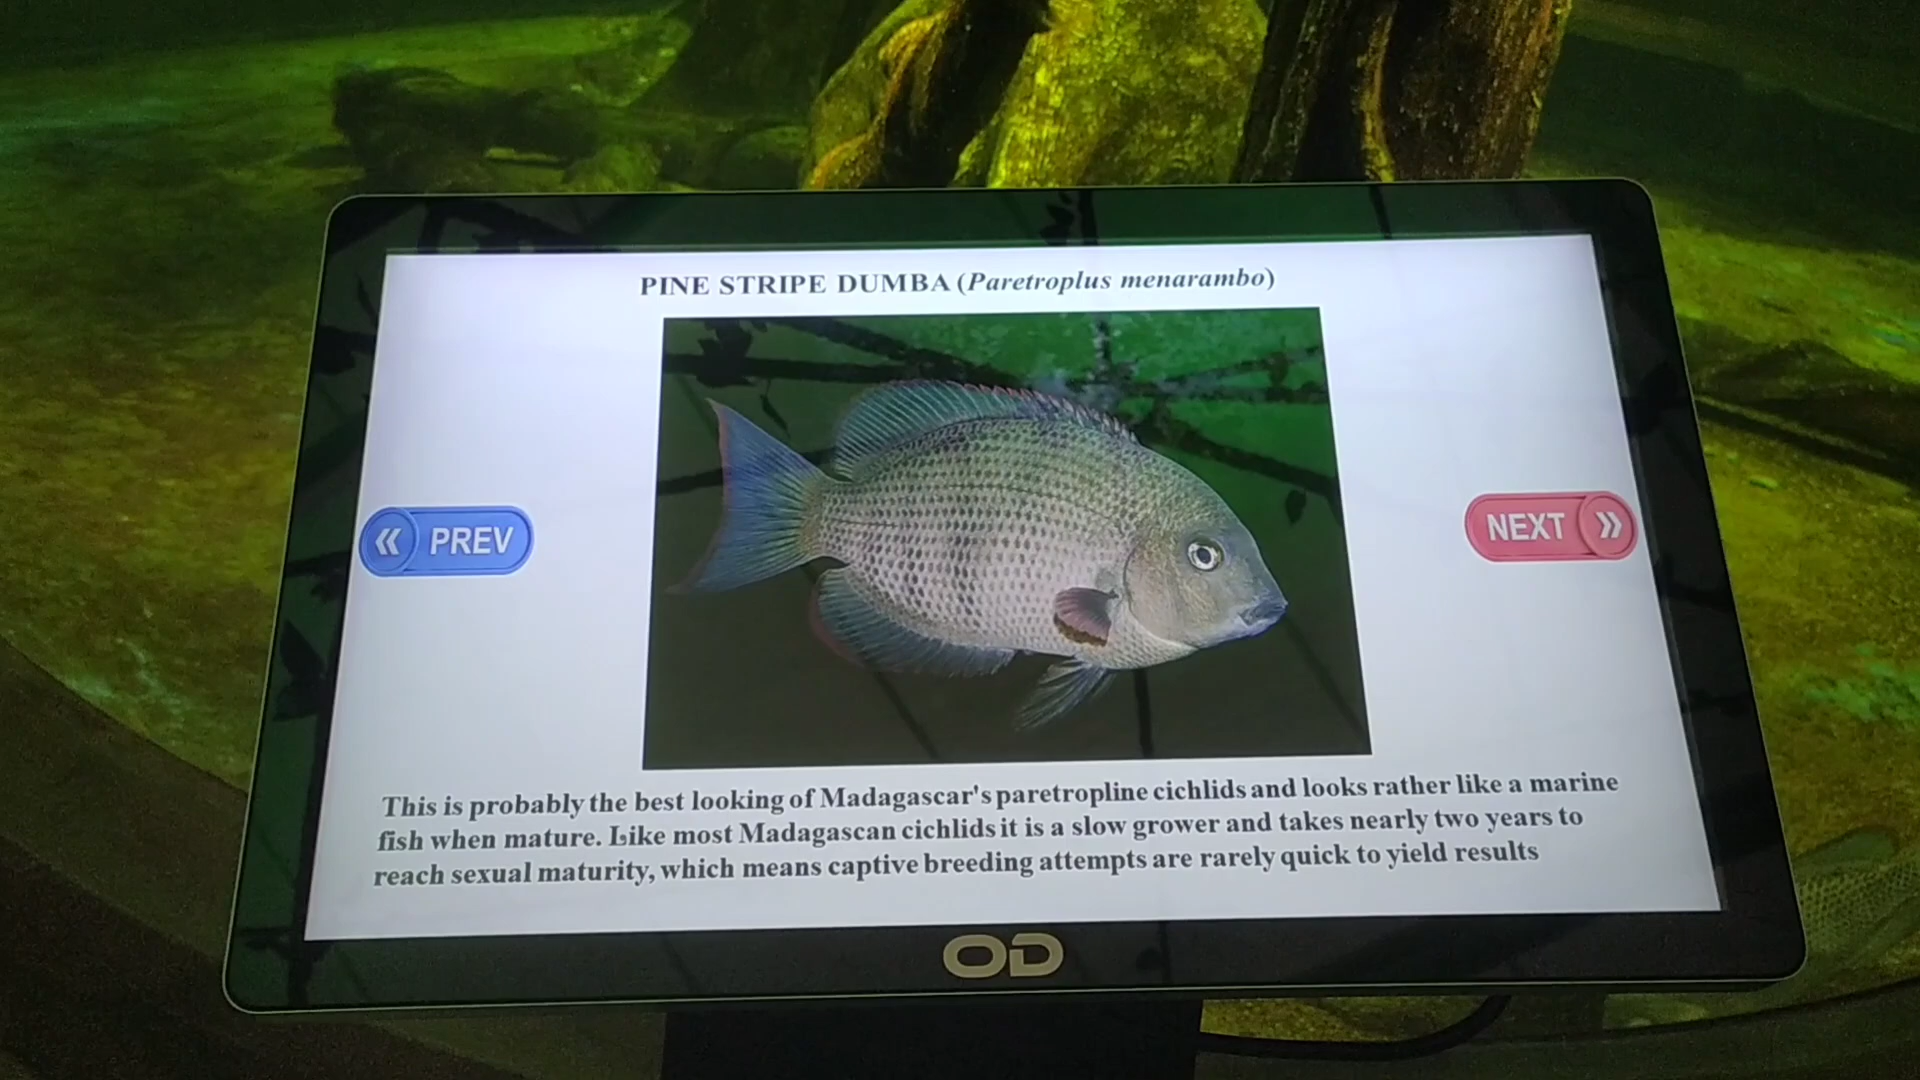 PINE STRIPE DUMBA (Paretroplus menarambo)
« PREV
NEXT »
This is probably the best looking of Madagascar's paretropline cichlids and looks rather like a marine
fish when mature. Like most Madagascan cichlids it is a slow grower and takes nearly two years to
reach sexual maturity, which means captive breeding attempts are rarely quick to yield results
OD